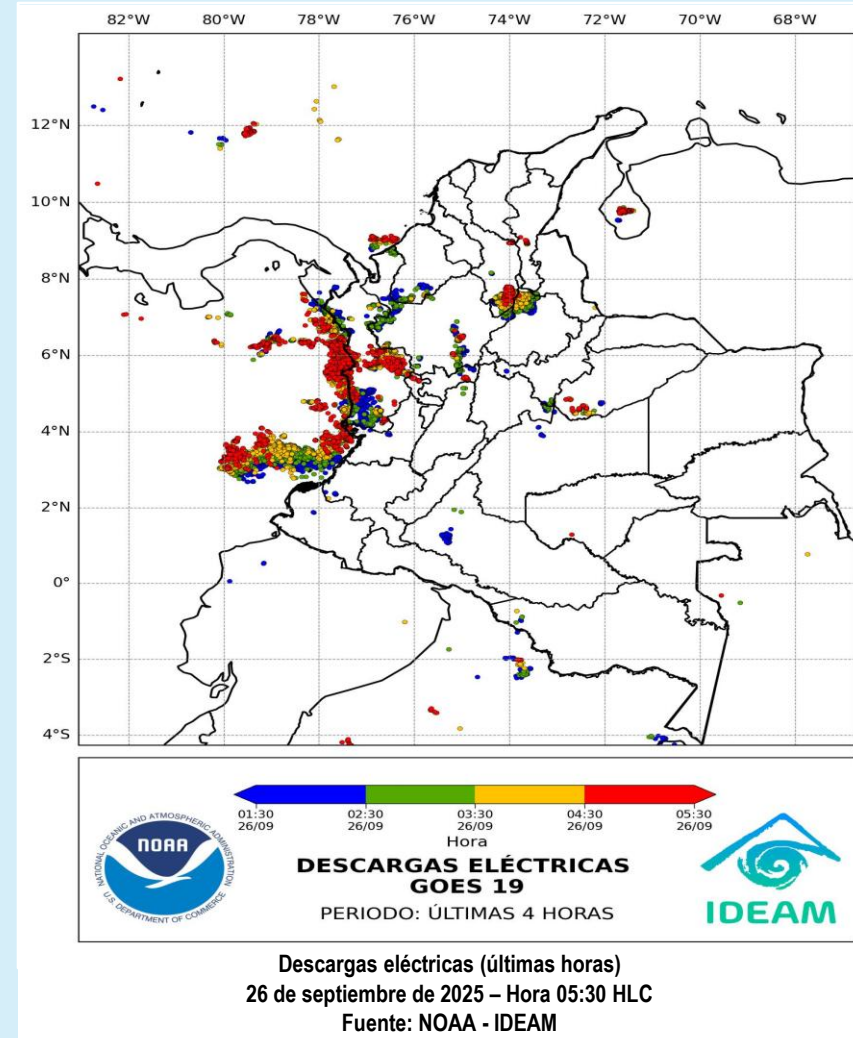 82°W 80°W 78°W 76°W 74°W 72°W 70°W 68°W
12°N
10°N
8°N
6°N
4°N
2°N
0°
2°S
4°S
01:30 02:30 03:30 04:30 05:30
26/09 26/09 26/09 26/09 26/09
Hora
NATIONAL OCEANIC AND ATMOSPHERIC ADMINISTRATION
NOAA
U.S. DEPARTMENT OF COMMERCE
DESCARGAS ELÉCTRICAS
GOES 19
PERIODO: ÚLTIMAS 4 HORAS
IDEAM
Descargas eléctricas (últimas horas)
26 de septiembre de 2025 – Hora 05:30 HLC
Fuente: NOAA - IDEAM